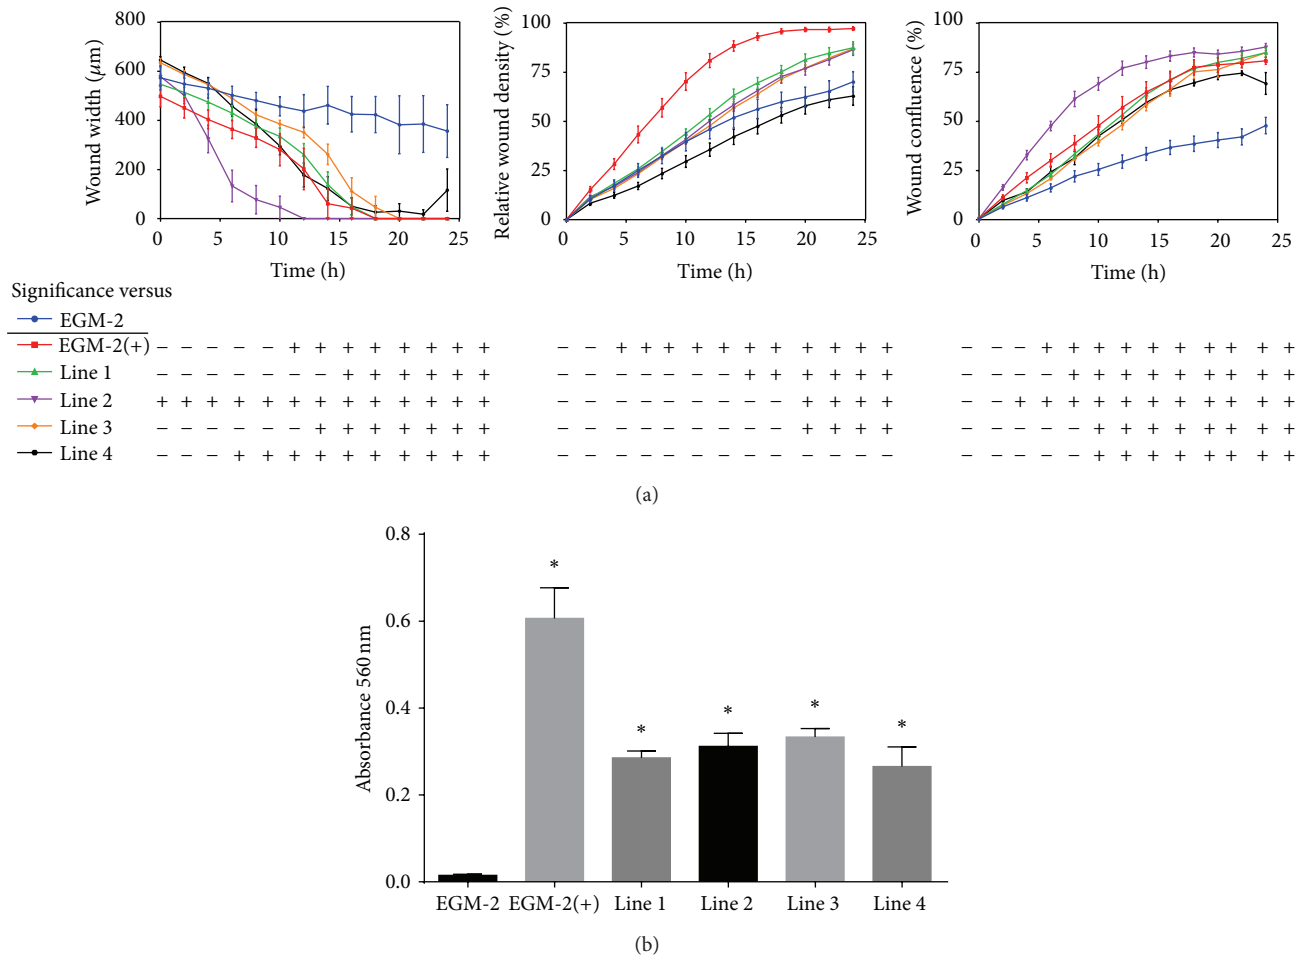 Wound width (μm)
800
600
400
200
0
0 5 10 15 20 25
Time (h)
Relative wound density (%)
100
75
50
25
0
0 5 10 15 20 25
Time (h)
Wound confluence (%)
100
75
50
25
0
0 5 10 15 20 25
Time (h)
Significance versus
EGM-2
EGM-2(+) − − − − − + + + + + + + + − − + + + + + + + + + + + − − − + + + + + + + + + +
Line 1 − − − − − − − + + + + + + − − − − − − − + + + + + + − − − − + + + + + + + + +
Line 2 + + + + + + + + + + + + + − − − − − − − − − + + + + − − + + + + + + + + + + +
Line 3 − − − − − − + + + + + + + − − − − − − − − − + + + + − − − − − + + + + + + + +
Line 4 − − − + + + + + + + + + + − − − − − − − − − − − − − − − − − − + + + + + + + +
(a)
Absorbance 560 nm
0.8
0.6
0.4
0.2
0.0
* * * * *
EGM-2 EGM-2(+) Line 1 Line 2 Line 3 Line 4
(b)